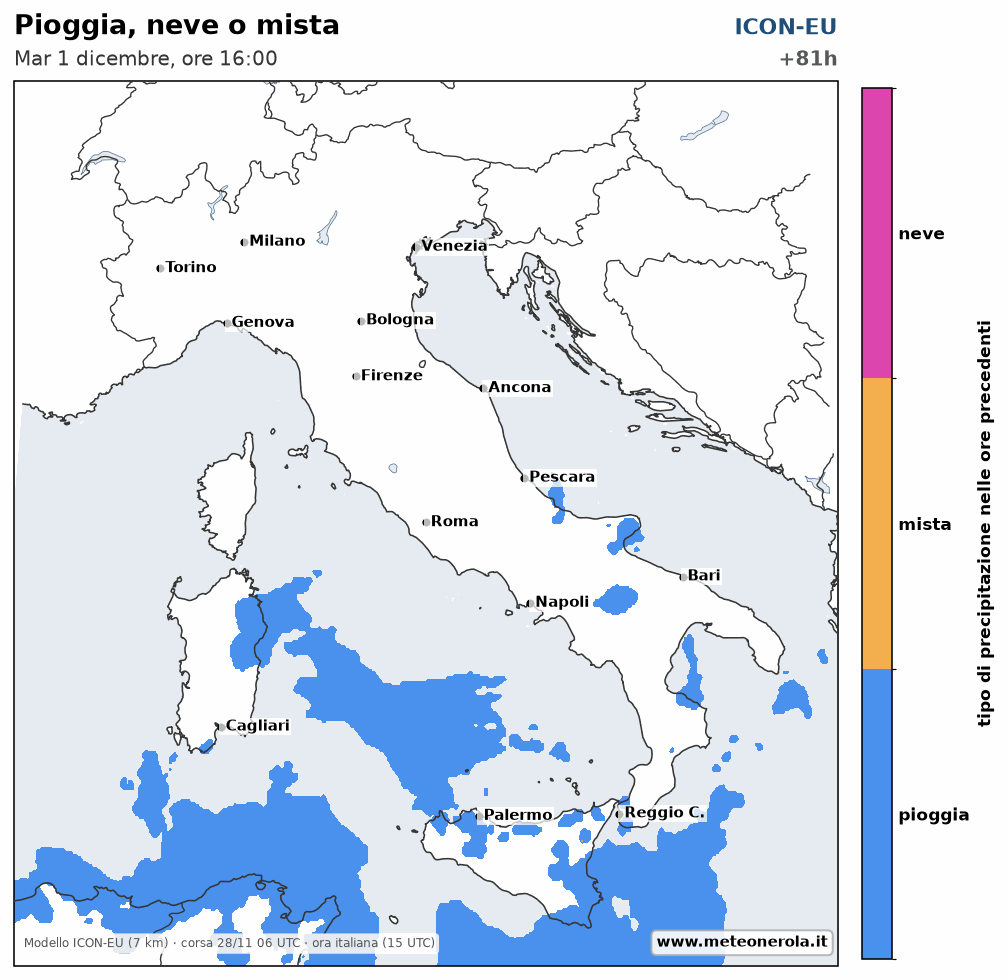 Pioggia, neve o mista
ICON-EU
Mar 1 dicembre, ore 16:00
+81h
neve
Milano
Venezia
Torino
Genova
Bologna
Firenze
Ancona
Pescara
Roma
mista
Bari
Napoli
Cagliari
Palermo
Reggio C.
pioggia
tipo di precipitazione nelle ore precedenti
Modello ICON-EU (7 km) · corsa 28/11 06 UTC · ora italiana (15 UTC)
www.meteonerola.it